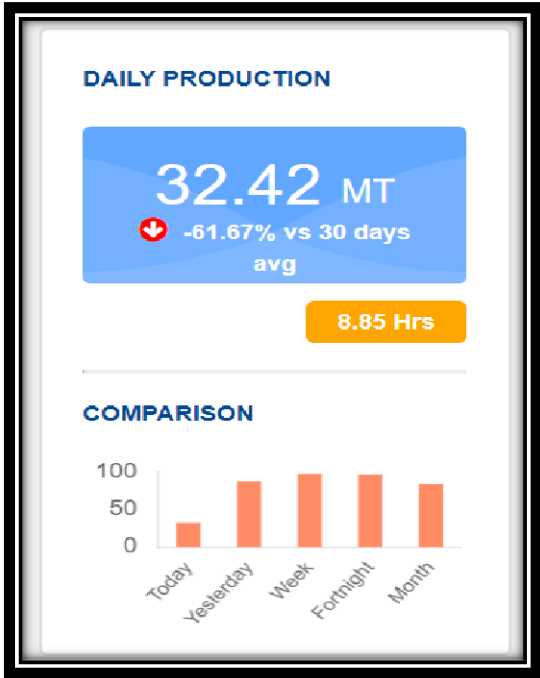 DAILY PRODUCTION
32.42 MT
-61.67% vs 30 days
avg
8.85 Hrs
COMPARISON
100
50
0
Today
Yesterday
Week
Fortnight
Month